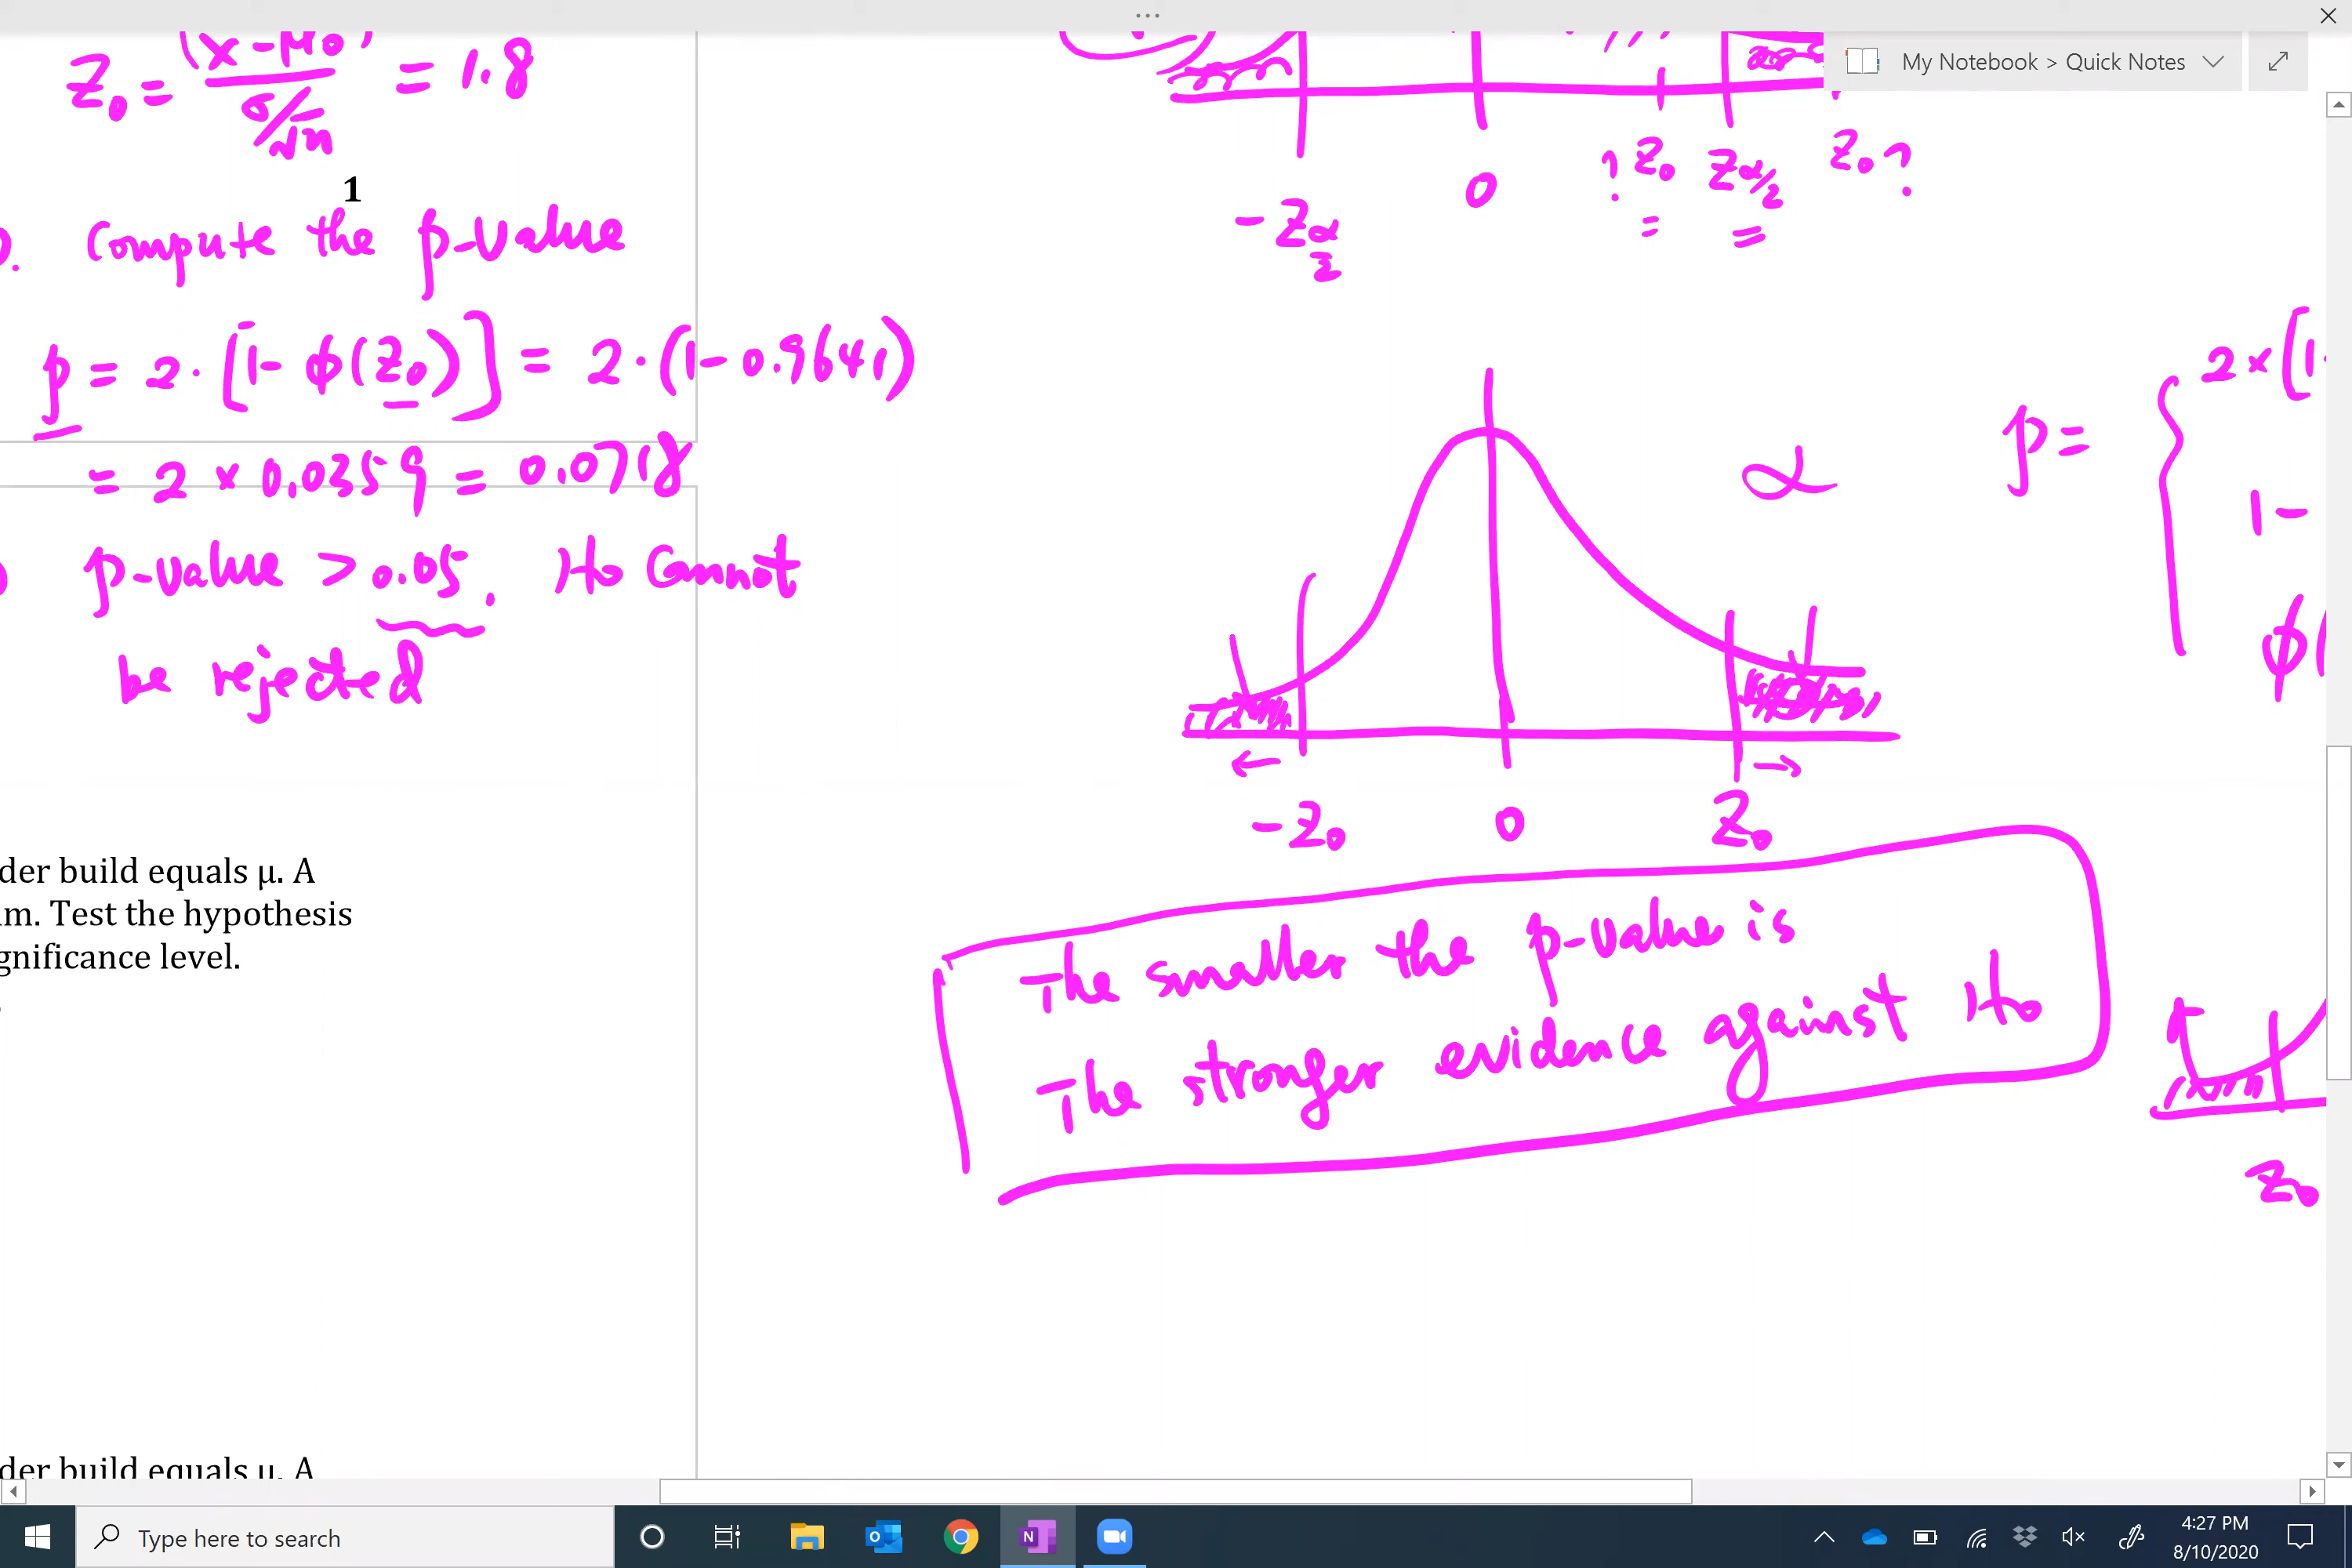 My Notebook > Quick Notes
Z₀ = (x - μ₀) / (s/√n) = 1.8
1
Compute the p-value
p = 2 · [1 - φ(z₀)] = 2 · (1 - 0.9641)
= 2 × 0.0359 = 0.0718
p-value > 0.05. H₀ cannot
be rejected
der build equals μ. A
m. Test the hypothesis
gnificance level.
der build equals μ. A
-Zα/2 0 ? Z₀ Zα/2 Z₀?
=
=
α
-Z₀ 0 Z₀
The smaller the p-value is
The stronger evidence against H₀
p = {
2 × [1
1 -
φ(
Z₀
Type here to search
4:27 PM
8/10/2020